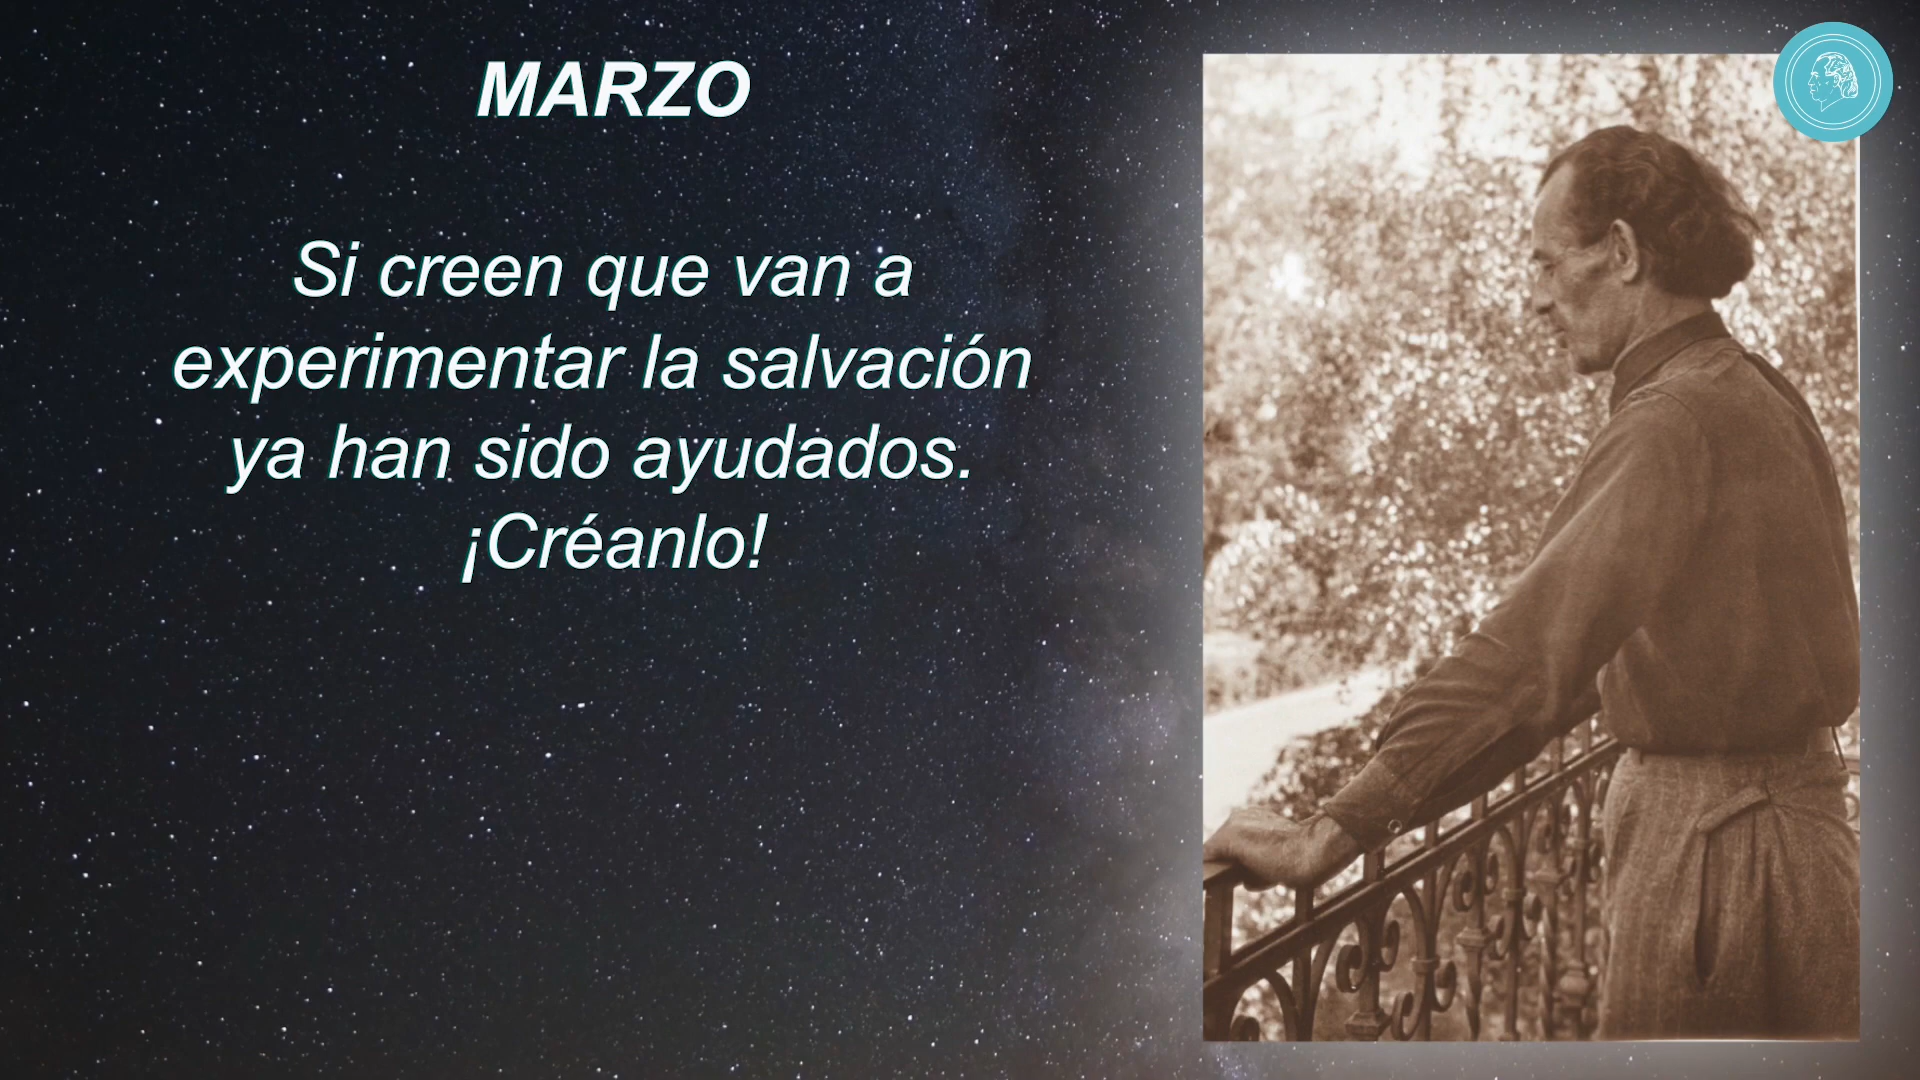 MARZO
Si creen que van a
experimentar la salvación
ya han sido ayudados.
¡Créanlo!